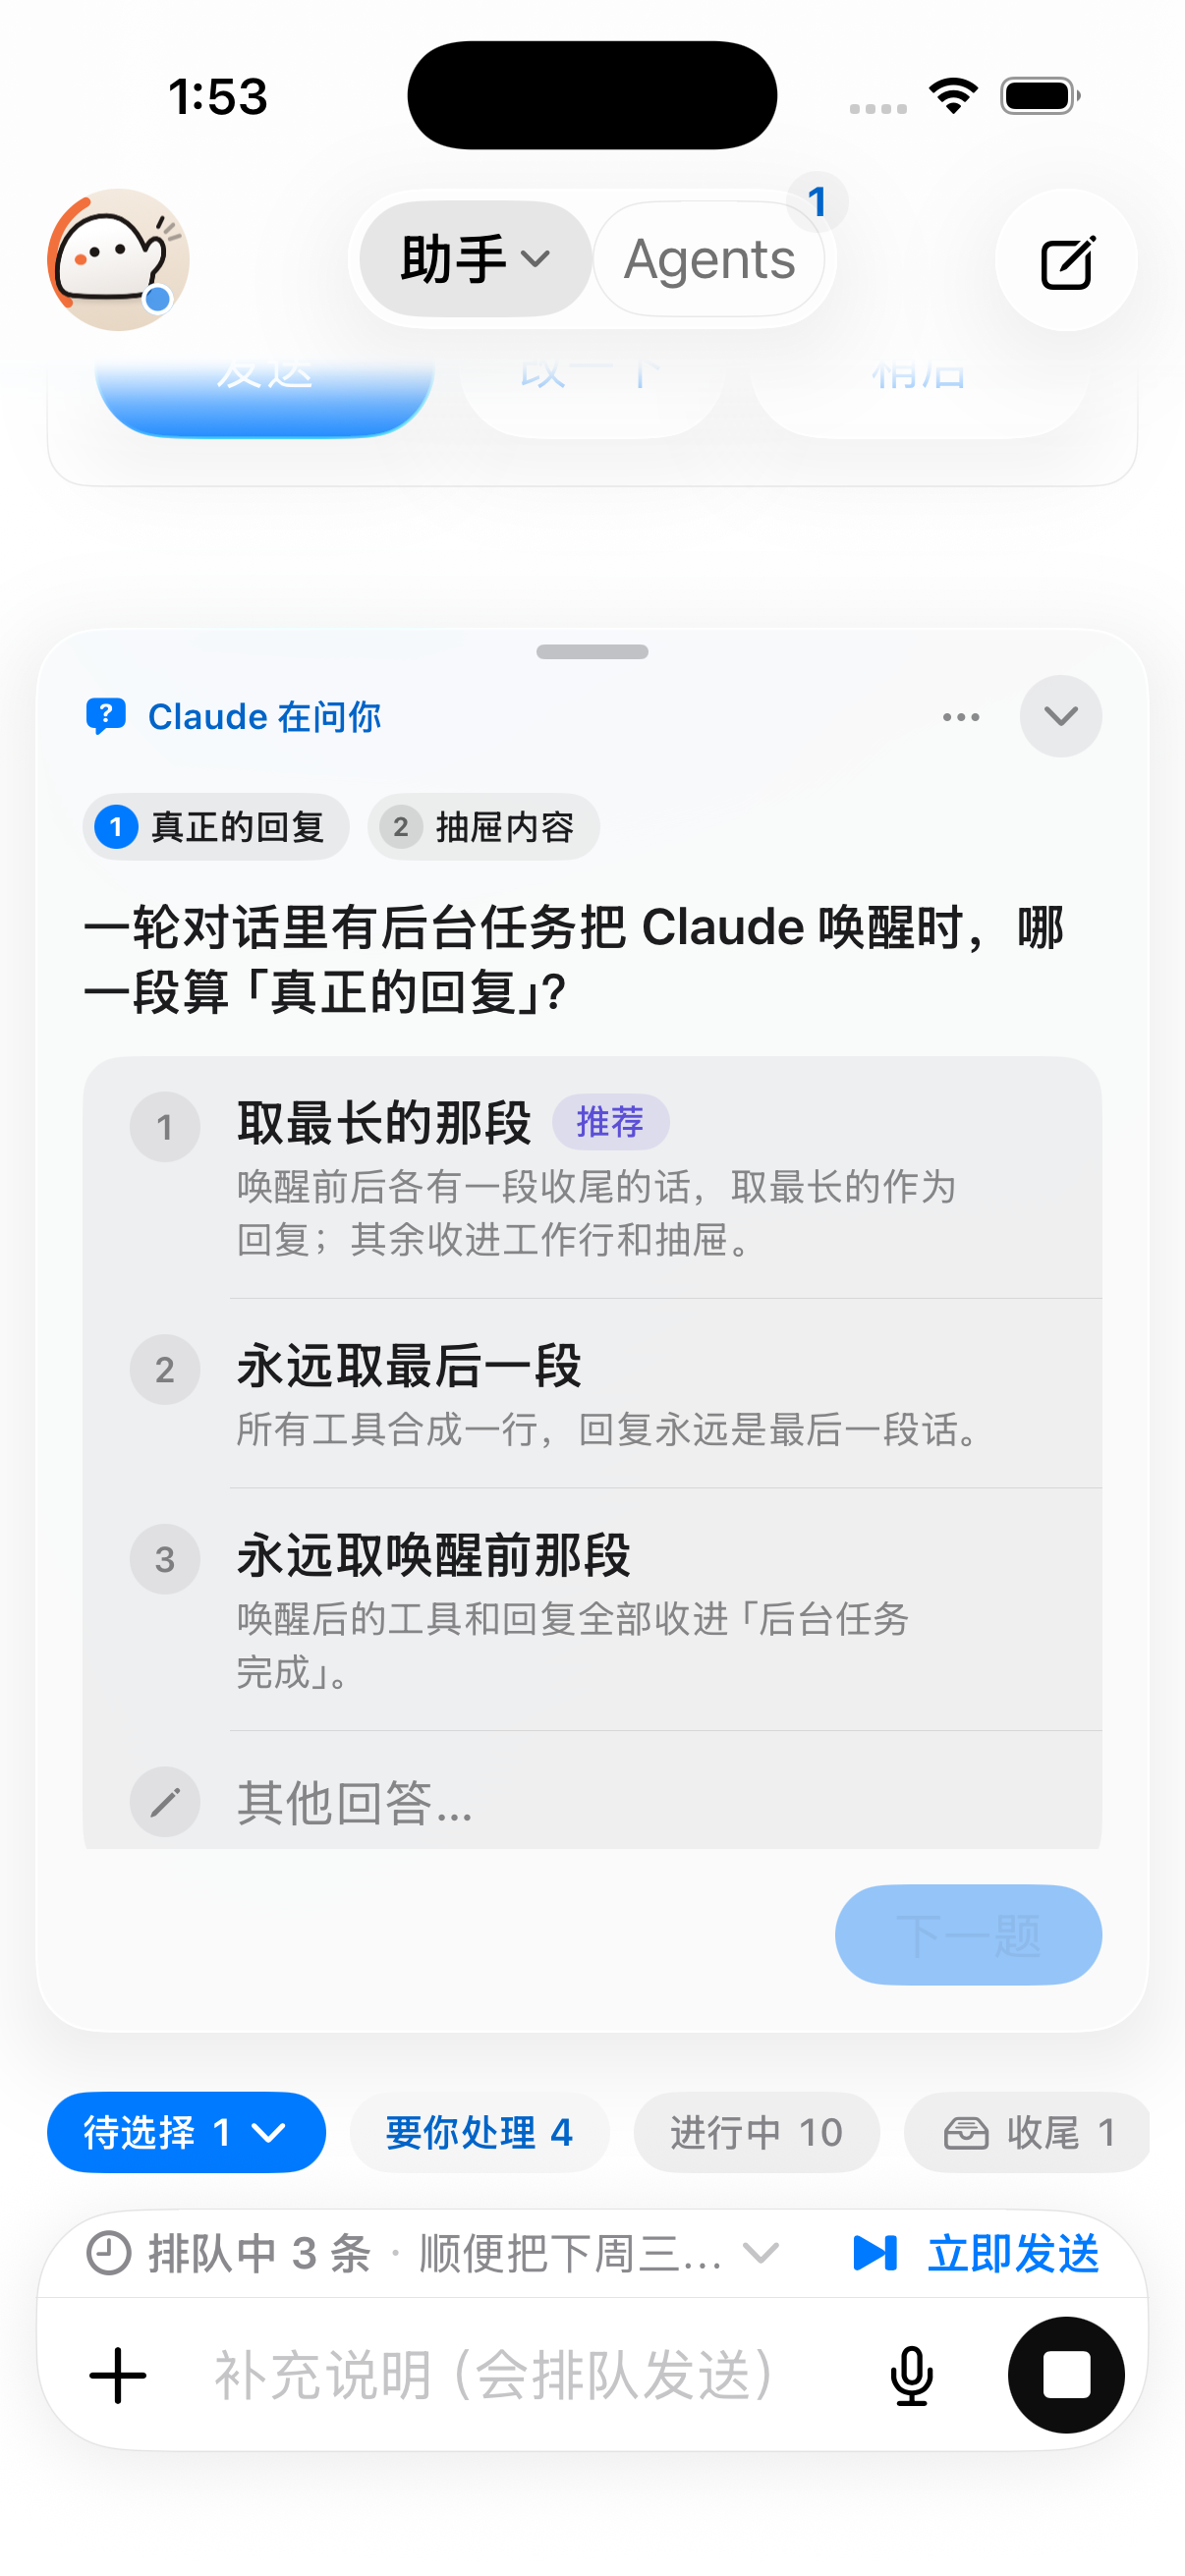 1:53
助手
Agents
1
发送
改一下
稍后
Claude 在问你
1 真正的回复
2 抽屉内容
一轮对话里有后台任务把 Claude 唤醒时，哪
一段算「真正的回复」?
1
取最长的那段
推荐
唤醒前后各有一段收尾的话，取最长的作为
回复；其余收进工作行和抽屉。
2
永远取最后一段
所有工具合成一行，回复永远是最后一段话。
3
永远取唤醒前那段
唤醒后的工具和回复全部收进「后台任务
完成」。
其他回答...
下一题
待选择 1
要你处理 4
进行中 10
收尾 1
排队中 3 条 · 顺便把下周三...
立即发送
补充说明（会排队发送）